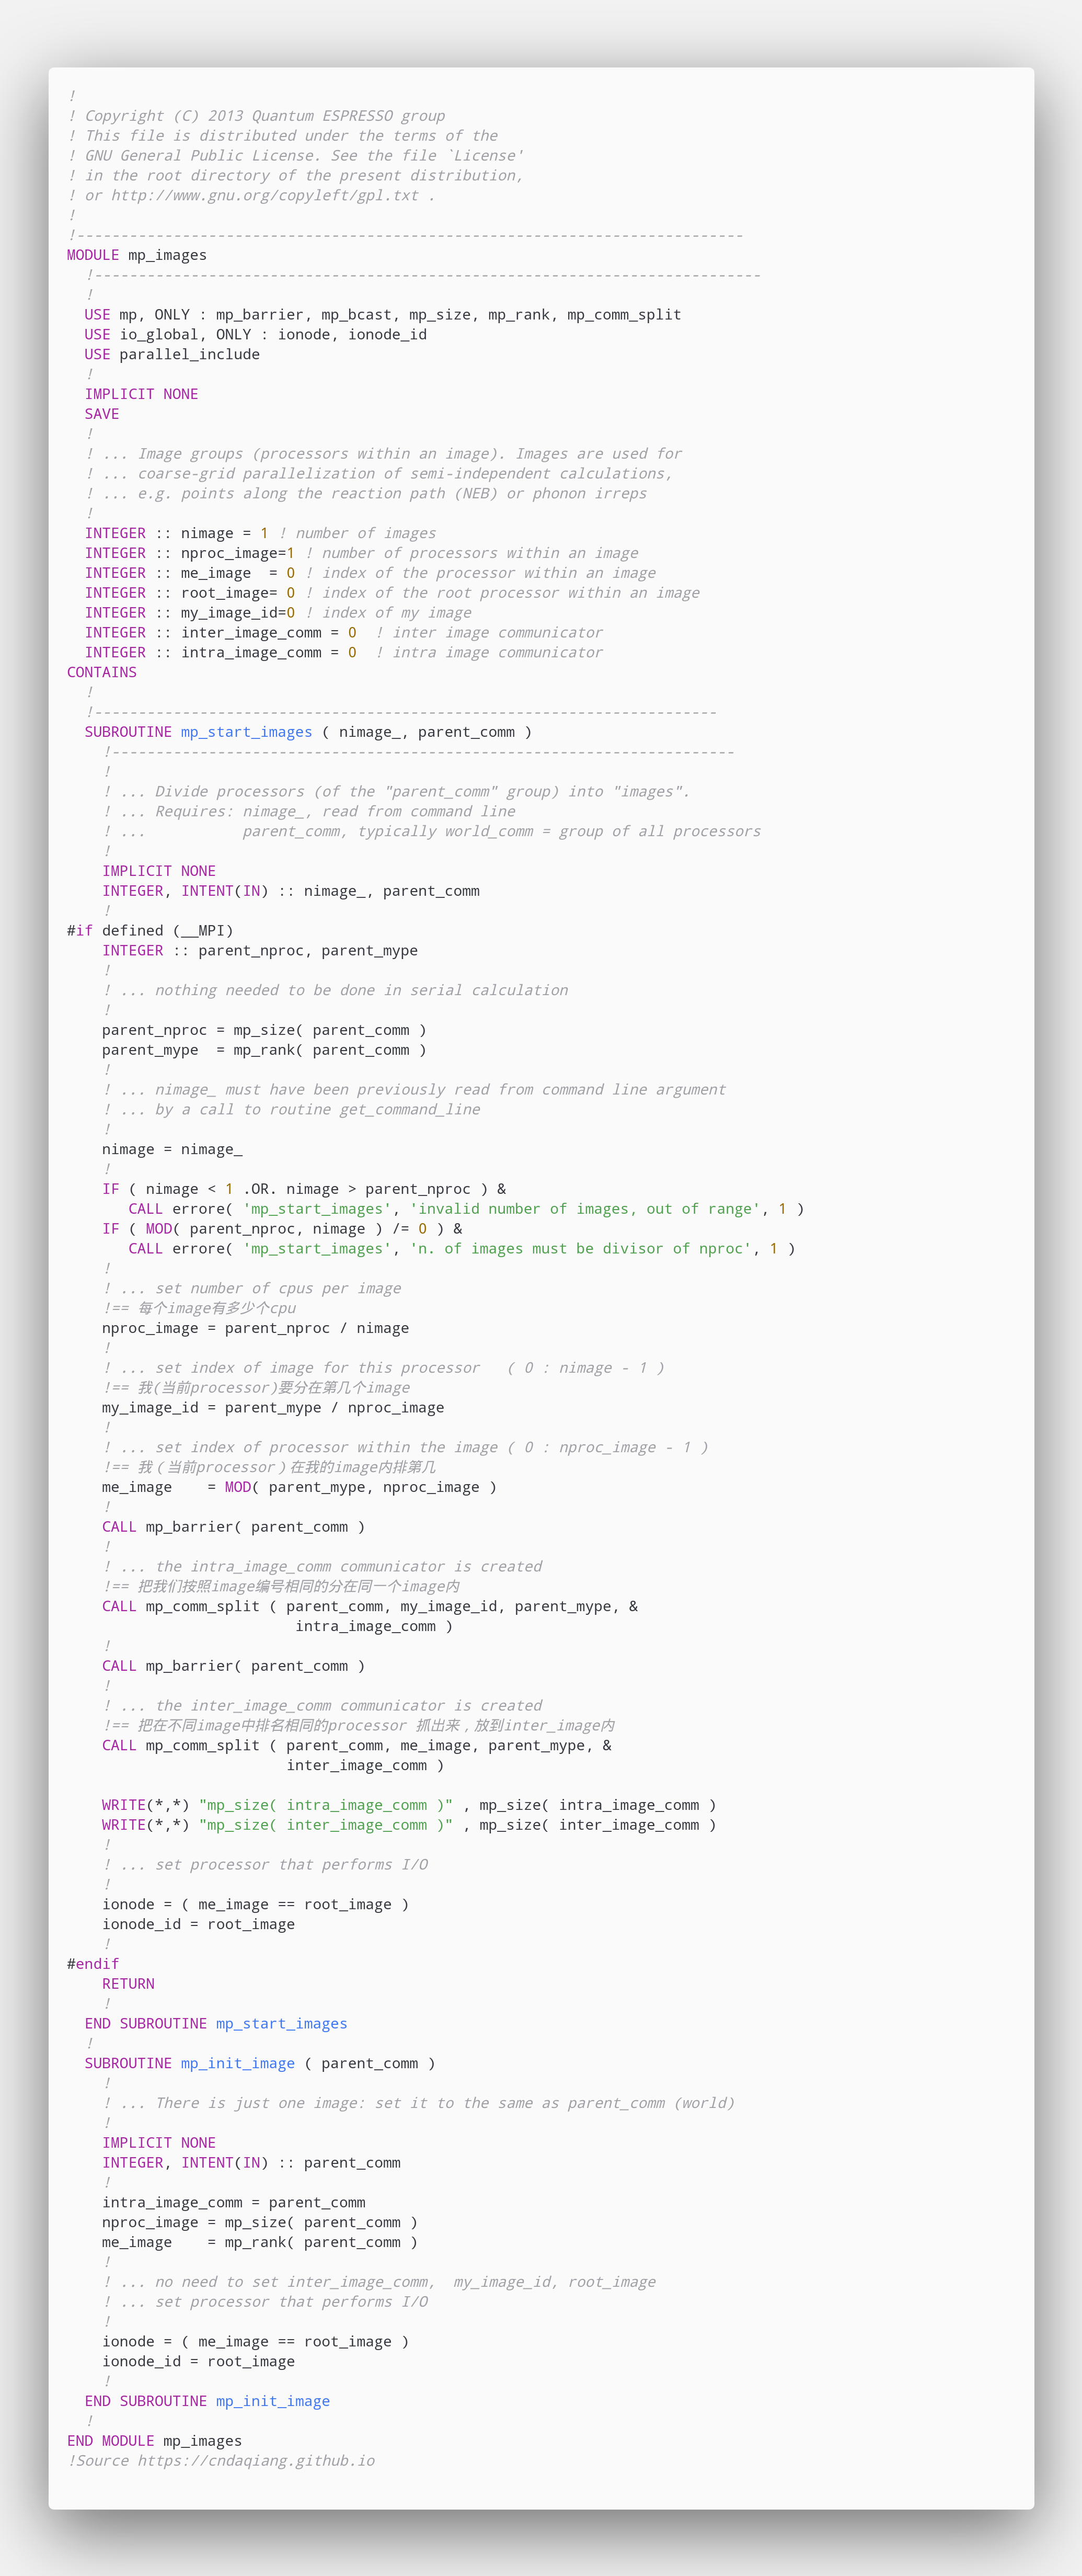 !
! Copyright (C) 2013 Quantum ESPRESSO group
! This file is distributed under the terms of the
! GNU General Public License. See the file `License'
! in the root directory of the present distribution,
! or http://www.gnu.org/copyleft/gpl.txt .
!
!----------------------------------------------------------------------------
MODULE mp_images
  !----------------------------------------------------------------------------
  !
  USE mp, ONLY : mp_barrier, mp_bcast, mp_size, mp_rank, mp_comm_split
  USE io_global, ONLY : ionode, ionode_id
  USE parallel_include
  !
  IMPLICIT NONE
  SAVE
  !
  ! ... Image groups (processors within an image). Images are used for
  ! ... coarse-grid parallelization of semi-independent calculations,
  ! ... e.g. points along the reaction path (NEB) or phonon irreps
  !
  INTEGER :: nimage = 1 ! number of images
  INTEGER :: nproc_image=1 ! number of processors within an image
  INTEGER :: me_image  = 0 ! index of the processor within an image
  INTEGER :: root_image= 0 ! index of the root processor within an image
  INTEGER :: my_image_id=0 ! index of my image
  INTEGER :: inter_image_comm = 0  ! inter image communicator
  INTEGER :: intra_image_comm = 0  ! intra image communicator
CONTAINS
  !
  !-----------------------------------------------------------------------
  SUBROUTINE mp_start_images ( nimage_, parent_comm )
    !-----------------------------------------------------------------------
    !
    ! ... Divide processors (of the "parent_comm" group) into "images".
    ! ... Requires: nimage_, read from command line
    ! ...           parent_comm, typically world_comm = group of all processors
    !
    IMPLICIT NONE
    INTEGER, INTENT(IN) :: nimage_, parent_comm
    !
#if defined (__MPI)
    INTEGER :: parent_nproc, parent_mype
    !
    ! ... nothing needed to be done in serial calculation
    !
    parent_nproc = mp_size( parent_comm )
    parent_mype  = mp_rank( parent_comm )
    !
    ! ... nimage_ must have been previously read from command line argument
    ! ... by a call to routine get_command_line
    !
    nimage = nimage_
    !
    IF ( nimage < 1 .OR. nimage > parent_nproc ) &
       CALL errore( 'mp_start_images', 'invalid number of images, out of range', 1 )
    IF ( MOD( parent_nproc, nimage ) /= 0 ) &
       CALL errore( 'mp_start_images', 'n. of images must be divisor of nproc', 1 )
    !
    ! ... set number of cpus per image
    !== 每个image有多少个cpu
    nproc_image = parent_nproc / nimage
    !
    ! ... set index of image for this processor   ( 0 : nimage - 1 )
    !== 我(当前processor)要分在第几个image
    my_image_id = parent_mype / nproc_image
    !
    ! ... set index of processor within the image ( 0 : nproc_image - 1 )
    !== 我（当前processor）在我的image内排第几
    me_image    = MOD( parent_mype, nproc_image )
    !
    CALL mp_barrier( parent_comm )
    !
    ! ... the intra_image_comm communicator is created
    !== 把我们按照image编号相同的分在同一个image内
    CALL mp_comm_split ( parent_comm, my_image_id, parent_mype, &
                          intra_image_comm )
    !
    CALL mp_barrier( parent_comm )
    !
    ! ... the inter_image_comm communicator is created
    !== 把在不同image中排名相同的processor 抓出来，放到inter_image内
    CALL mp_comm_split ( parent_comm, me_image, parent_mype, &
                         inter_image_comm )

    WRITE(*,*) "mp_size( intra_image_comm )" , mp_size( intra_image_comm )
    WRITE(*,*) "mp_size( inter_image_comm )" , mp_size( inter_image_comm )
    !
    ! ... set processor that performs I/O
    !
    ionode = ( me_image == root_image )
    ionode_id = root_image
    !
#endif
    RETURN
    !
  END SUBROUTINE mp_start_images
  !
  SUBROUTINE mp_init_image ( parent_comm )
    !
    ! ... There is just one image: set it to the same as parent_comm (world)
    !
    IMPLICIT NONE
    INTEGER, INTENT(IN) :: parent_comm
    !
    intra_image_comm = parent_comm
    nproc_image = mp_size( parent_comm )
    me_image    = mp_rank( parent_comm )
    !
    ! ... no need to set inter_image_comm,  my_image_id, root_image
    ! ... set processor that performs I/O
    !
    ionode = ( me_image == root_image )
    ionode_id = root_image
    !
  END SUBROUTINE mp_init_image
  !
END MODULE mp_images
!Source https://cndaqiang.github.io